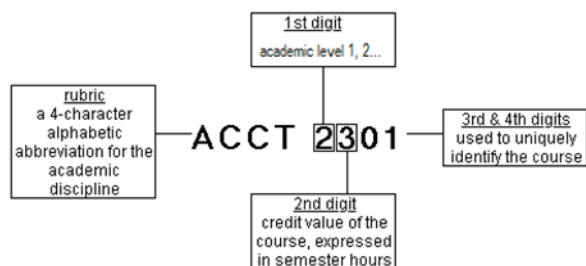 1st digit
academic level 1, 2...
rubric
a 4-character
alphabetic
abbreviation for the
academic
discipline
ACCT 2301
3rd & 4th digits
used to uniquely
identify the course
2nd digit
credit value of the
course, expressed
in semester hours